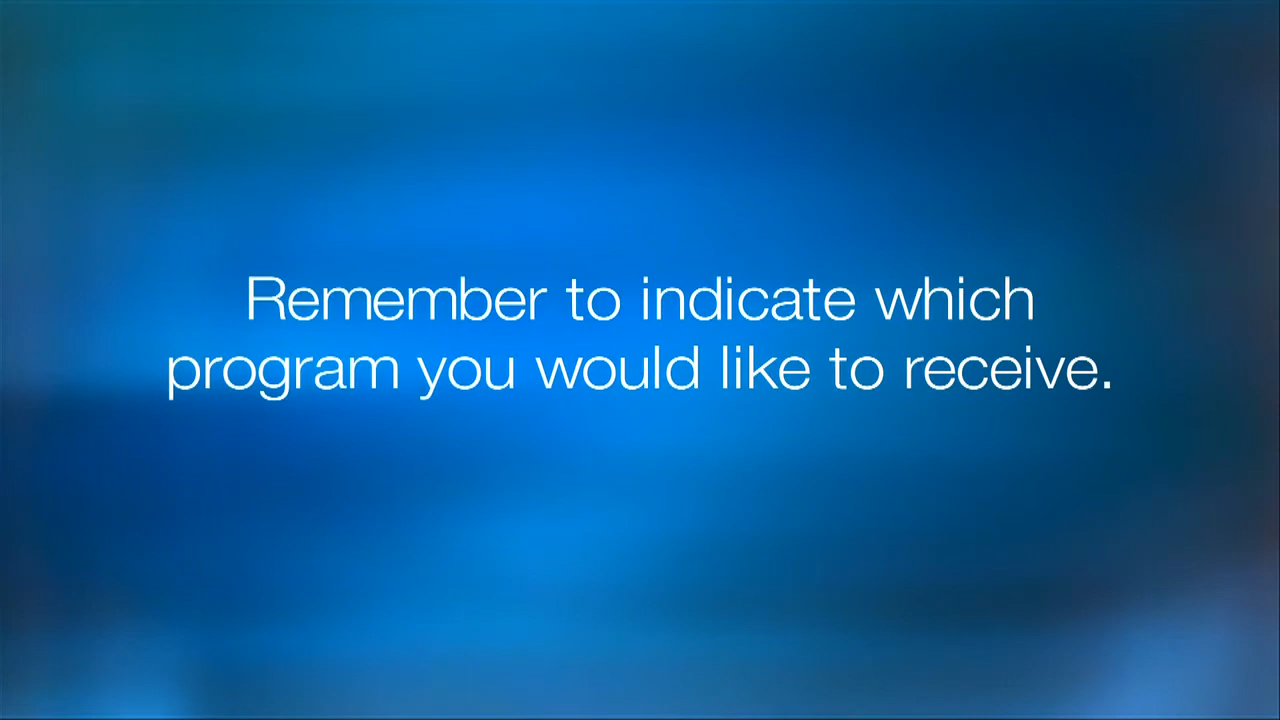 Remember to indicate which
program you would like to receive.